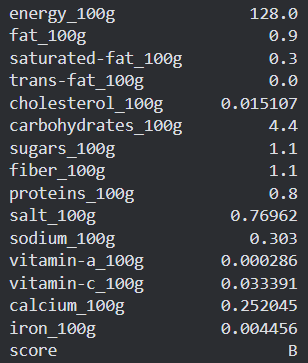 energy_100g 128.0
fat_100g 0.9
saturated-fat_100g 0.3
trans-fat_100g 0.0
cholesterol_100g 0.015107
carbohydrates_100g 4.4
sugars_100g 1.1
fiber_100g 1.1
proteins_100g 0.8
salt_100g 0.76962
sodium_100g 0.303
vitamin-a_100g 0.000286
vitamin-c_100g 0.033391
calcium_100g 0.252045
iron_100g 0.004456
score B